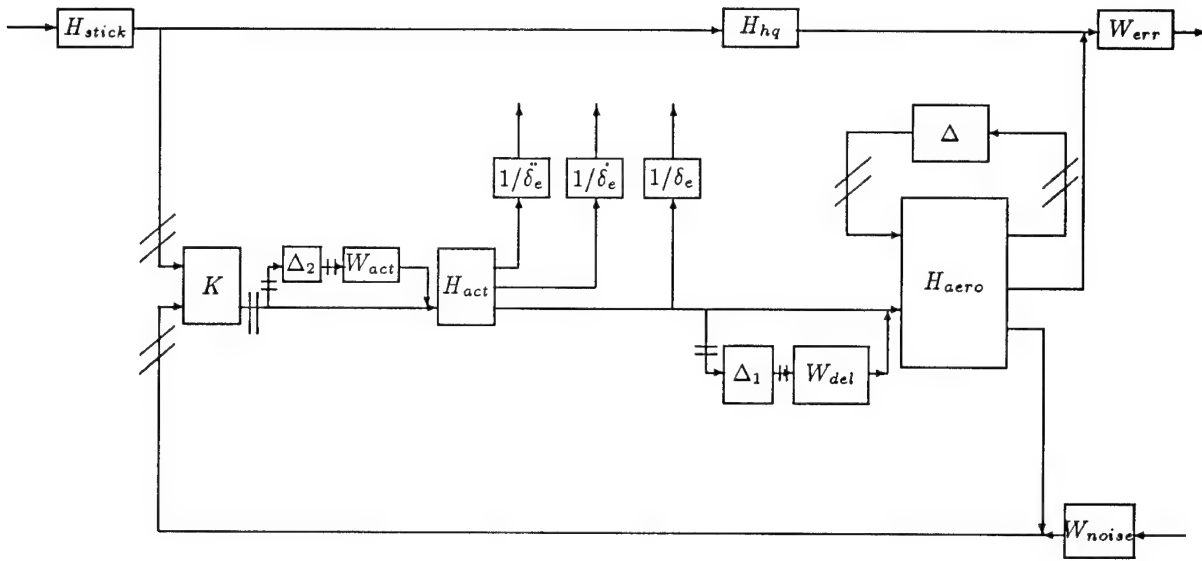 H_stick
H_hq
W_err
Δ
1/δ̈_e
1/δ̇_e
1/δ_e
K
Δ_2
W_act
H_act
H_aero
Δ_1
W_del
W_noise